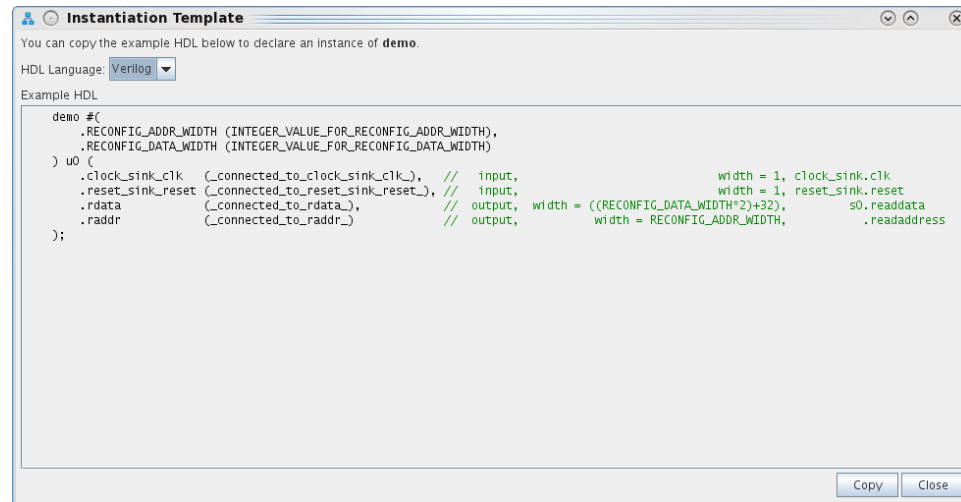 Instantiation Template
You can copy the example HDL below to declare an instance of demo.
HDL Language: Verilog
Example HDL
demo #(
.RECONFIG_ADDR_WIDTH (INTEGER_VALUE_FOR_RECONFIG_ADDR_WIDTH),
.RECONFIG_DATA_WIDTH (INTEGER_VALUE_FOR_RECONFIG_DATA_WIDTH)
) u0 (
.clock_sink_clk (_connected_to_clock_sink_clk_), // input, width = 1, clock_sink.clk
.reset_sink_reset (_connected_to_reset_sink_reset_), // input, width = 1, reset_sink.reset
.rdata (_connected_to_rdata_), // output, width = ((RECONFIG_DATA_WIDTH*2)+32), s0.readdata
.raddr (_connected_to_raddr_) // output, width = RECONFIG_ADDR_WIDTH, .readaddress
);
Copy Close